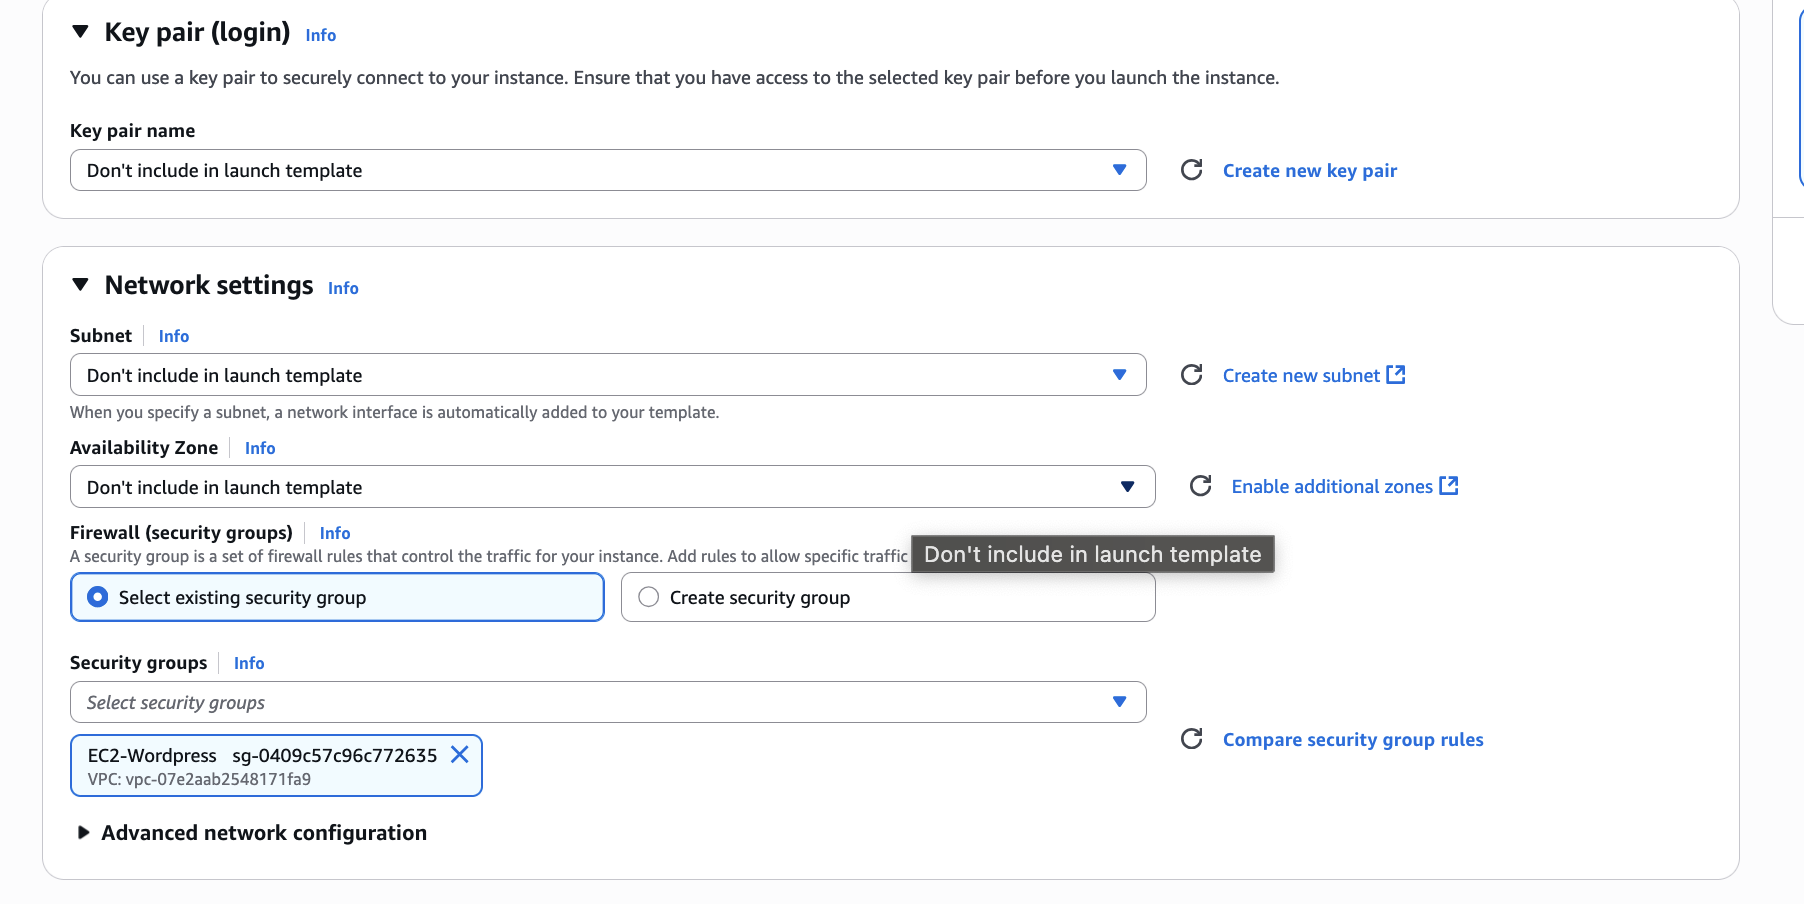 Key pair (login) Info
You can use a key pair to securely connect to your instance. Ensure that you have access to the selected key pair before you launch the instance.
Key pair name
Don't include in launch template
Create new key pair
Network settings Info
Subnet Info
Don't include in launch template
Create new subnet
When you specify a subnet, a network interface is automatically added to your template.
Availability Zone Info
Don't include in launch template
Enable additional zones
Firewall (security groups) Info
A security group is a set of firewall rules that control the traffic for your instance. Add rules to allow specific traffic
Don't include in launch template
Select existing security group
Create security group
Security groups Info
Select security groups
EC2-Wordpress sg-0409c57c96c772635
VPC: vpc-07e2aab2548171fa9
Compare security group rules
Advanced network configuration